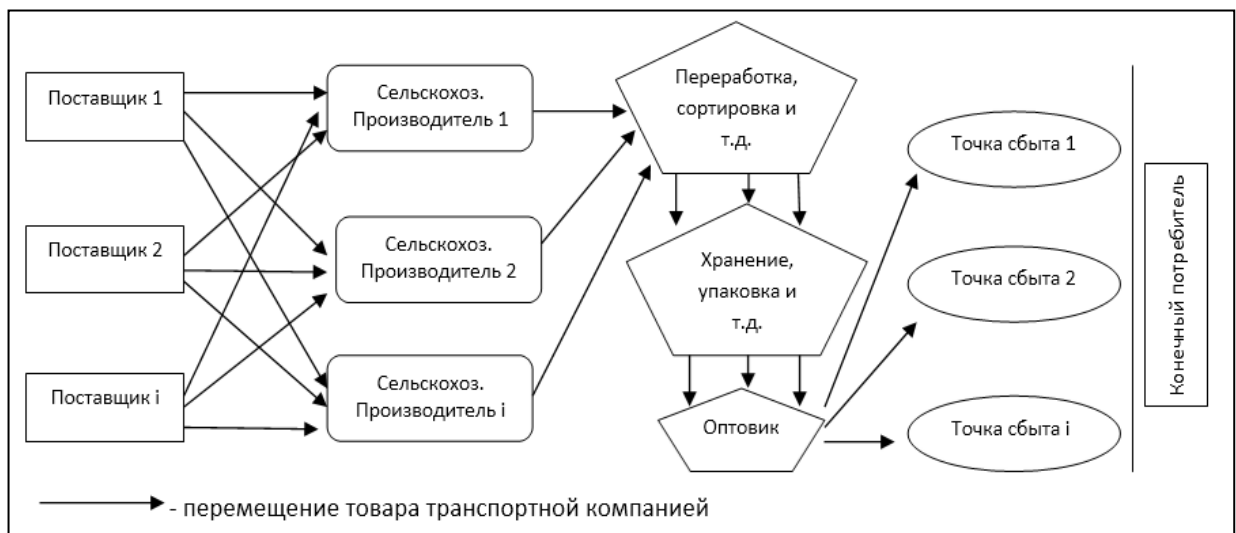 Поставщик 1
Сельскохоз.
Производитель 1
Переработка,
сортировка и
т.д.
Точка сбыта 1
Поставщик 2
Сельскохоз.
Производитель 2
Хранение,
упаковка и
т.д.
Точка сбыта 2
Поставщик i
Сельскохоз.
Производитель i
Оптовик
Точка сбыта i
Конечный потребитель
- перемещение товара транспортной компанией